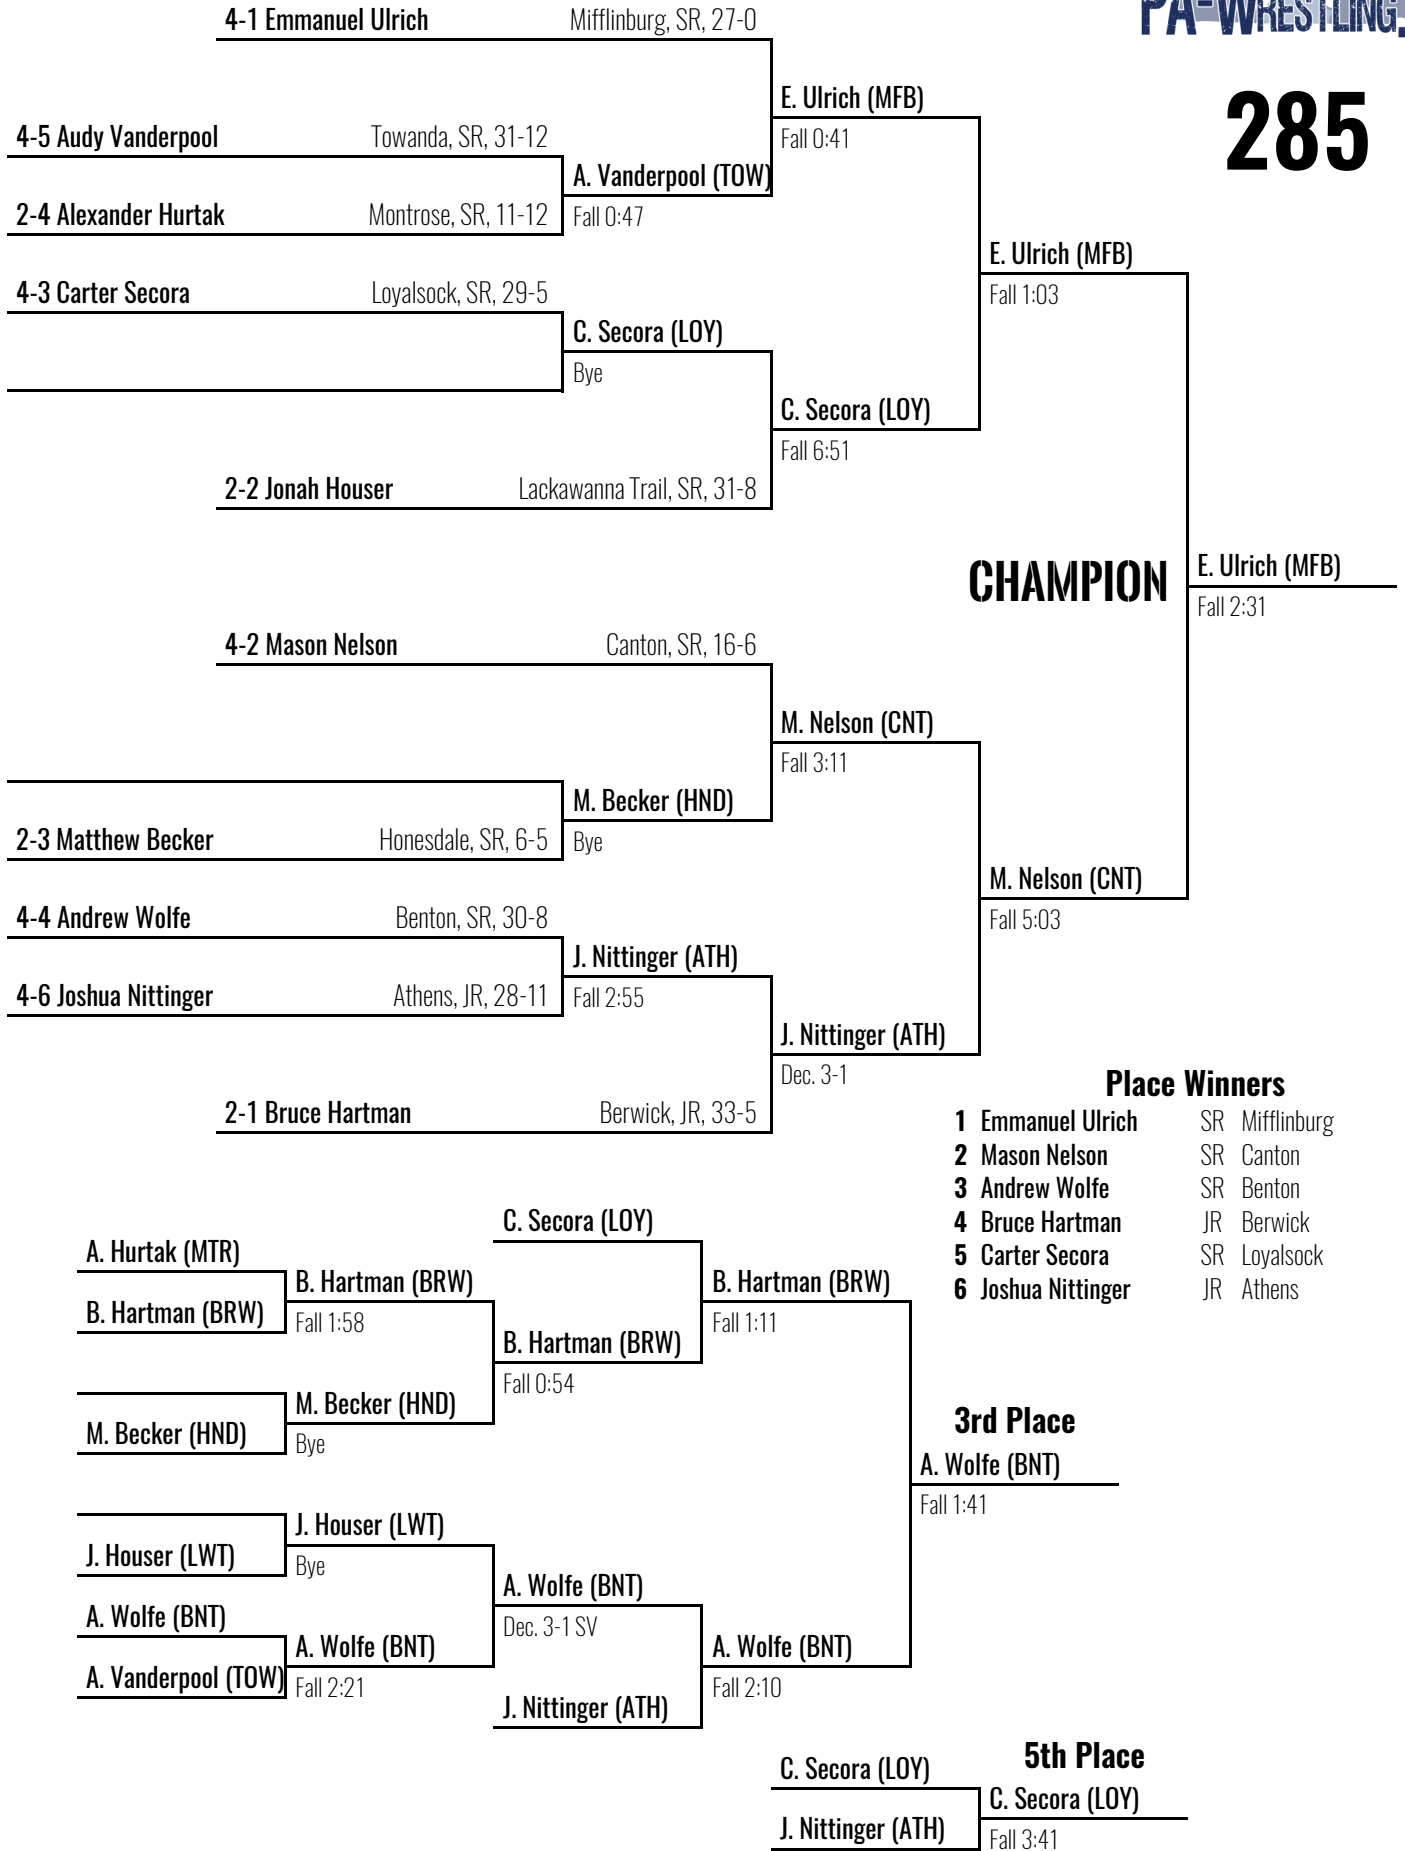 4-1 Emmanuel Ulrich Mifflinburg, SR, 27-0
PA-WRESTLING.
285
E. Ulrich (MFB)
Fall 0:41
4-5 Audy Vanderpool Towanda, SR, 31-12
A. Vanderpool (TOW)
Fall 0:47
2-4 Alexander Hurtak Montrose, SR, 11-12
E. Ulrich (MFB)
Fall 1:03
4-3 Carter Secora Loyalsock, SR, 29-5
C. Secora (LOY)
Bye
C. Secora (LOY)
Fall 6:51
2-2 Jonah Houser Lackawanna Trail, SR, 31-8
CHAMPION
E. Ulrich (MFB)
Fall 2:31
4-2 Mason Nelson Canton, SR, 16-6
M. Nelson (CNT)
Fall 3:11
M. Becker (HND)
Bye
2-3 Matthew Becker Honesdale, SR, 6-5
M. Nelson (CNT)
Fall 5:03
4-4 Andrew Wolfe Benton, SR, 30-8
J. Nittinger (ATH)
Fall 2:55
4-6 Joshua Nittinger Athens, JR, 28-11
J. Nittinger (ATH)
Dec. 3-1
2-1 Bruce Hartman Berwick, JR, 33-5
Place Winners
1 Emmanuel Ulrich SR Mifflinburg
2 Mason Nelson SR Canton
3 Andrew Wolfe SR Benton
4 Bruce Hartman JR Berwick
5 Carter Secora SR Loyalsock
6 Joshua Nittinger JR Athens
C. Secora (LOY)
A. Hurtak (MTR)
B. Hartman (BRW)
Fall 1:58
B. Hartman (BRW)
B. Hartman (BRW)
Fall 1:11
B. Hartman (BRW)
Fall 0:54
M. Becker (HND)
Bye
M. Becker (HND)
3rd Place
A. Wolfe (BNT)
Fall 1:41
J. Houser (LWT)
Bye
J. Houser (LWT)
A. Wolfe (BNT)
Dec. 3-1 SV
A. Wolfe (BNT)
A. Wolfe (BNT)
Fall 2:21
A. Vanderpool (TOW)
A. Wolfe (BNT)
Fall 2:10
J. Nittinger (ATH)
5th Place
C. Secora (LOY)
C. Secora (LOY)
Fall 3:41
J. Nittinger (ATH)